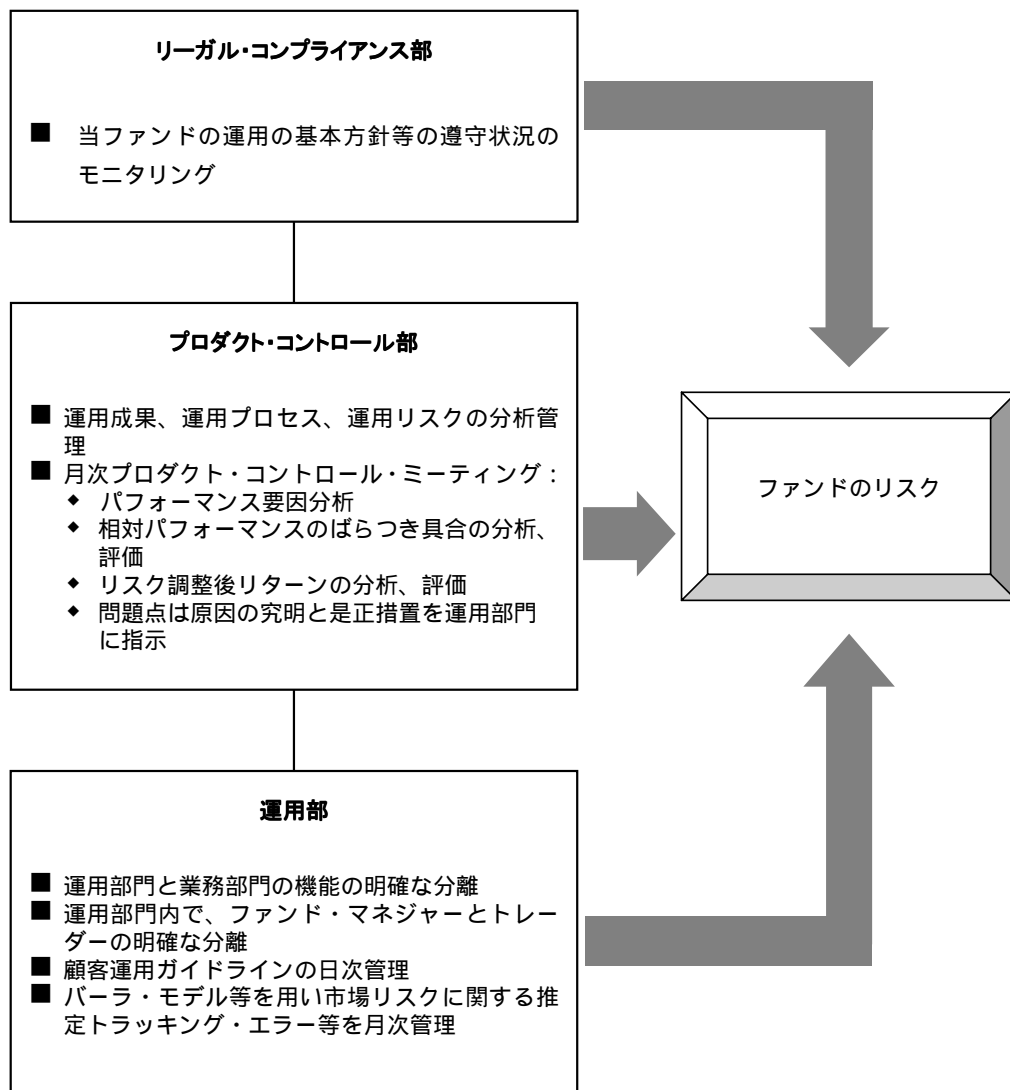 リーガル・コンプライアンス部
■ 当ファンドの運用の基本方針等の遵守状況の
モニタリング
プロダクト・コントロール部
■ 運用成果、運用プロセス、運用リスクの分析管
理
■ 月次プロダクト・コントロール・ミーティング：
◆ パフォーマンス要因分析
◆ 相対パフォーマンスのばらつき具合の分析、
評価
◆ リスク調整後リターンの分析、評価
◆ 問題点は原因の究明と是正措置を運用部門
に指示
ファンドのリスク
運用部
■ 運用部門と業務部門の機能の明確な分離
■ 運用部門内で、ファンド・マネジャーとトレー
ダーの明確な分離
■ 顧客運用ガイドラインの日次管理
■ バーラ・モデル等を用い市場リスクに関する推
定トラッキング・エラー等を月次管理